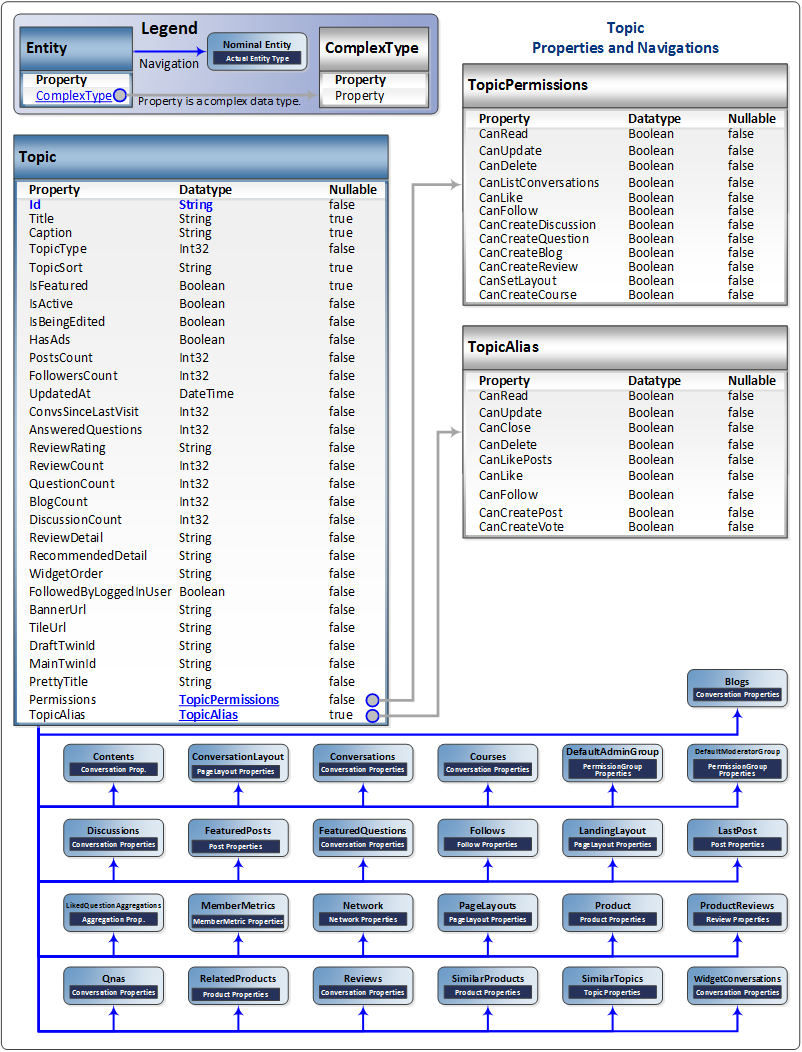 Legend
Entity
Navigation
Nominal Entity
Actual Entity Type
ComplexType
Property
ComplexType
Property is a complex data type.
Property
Property
Topic
Properties and Navigations
Topic
Property Datatype Nullable
Id String false
Title String true
Caption String true
TopicType Int32 false
TopicSort String true
IsFeatured Boolean true
IsActive Boolean false
IsBeingEdited Boolean false
HasAds Boolean false
PostsCount Int32 false
FollowersCount Int32 false
UpdatedAt DateTime false
ConvsSinceLastVisit Int32 false
AnsweredQuestions Int32 false
ReviewRating String false
ReviewCount Int32 false
QuestionCount Int32 false
BlogCount Int32 false
DiscussionCount Int32 false
ReviewDetail String false
RecommendedDetail String false
WidgetOrder String false
FollowedByLoggedInUser Boolean false
BannerUrl String false
TileUrl String false
DraftTwinId String false
MainTwinId String false
PrettyTitle String false
Permissions TopicPermissions false
TopicAlias TopicAlias true
TopicPermissions
Property Datatype Nullable
CanRead Boolean false
CanUpdate Boolean false
CanDelete Boolean false
CanListConversations Boolean false
CanLike Boolean false
CanFollow Boolean false
CanCreateDiscussion Boolean false
CanCreateQuestion Boolean false
CanCreateBlog Boolean false
CanCreateReview Boolean false
CanSetLayout Boolean false
CanCreateCourse Boolean false
TopicAlias
Property Datatype Nullable
CanRead Boolean false
CanUpdate Boolean false
CanClose Boolean false
CanDelete Boolean false
CanLikePosts Boolean false
CanLike Boolean false
CanFollow Boolean false
CanCreatePost Boolean false
CanCreateVote Boolean false
Blogs
Conversation Properties
Contents
Conversation Prop.
ConversationLayout
PageLayout Properties
Conversations
Conversation Properties
Courses
Conversation Properties
DefaultAdminGroup
PermissionGroup
Properties
DefaultModeratorGroup
PermissionGroup
Properties
Discussions
Conversation Properties
FeaturedPosts
Post Properties
FeaturedQuestions
Conversation Properties
Follows
Follow Properties
LandingLayout
PageLayout Properties
LastPost
Post Properties
LikedQuestionAggregations
Aggregation Prop.
MemberMetrics
MemberMetric Properties
Network
Network Properties
PageLayouts
PageLayout Properties
Product
Product Properties
ProductReviews
Review Properties
Qnas
Conversation Properties
RelatedProducts
Product Properties
Reviews
Conversation Properties
SimilarProducts
Product Properties
SimilarTopics
Topic Properties
WidgetConversations
Conversation Properties